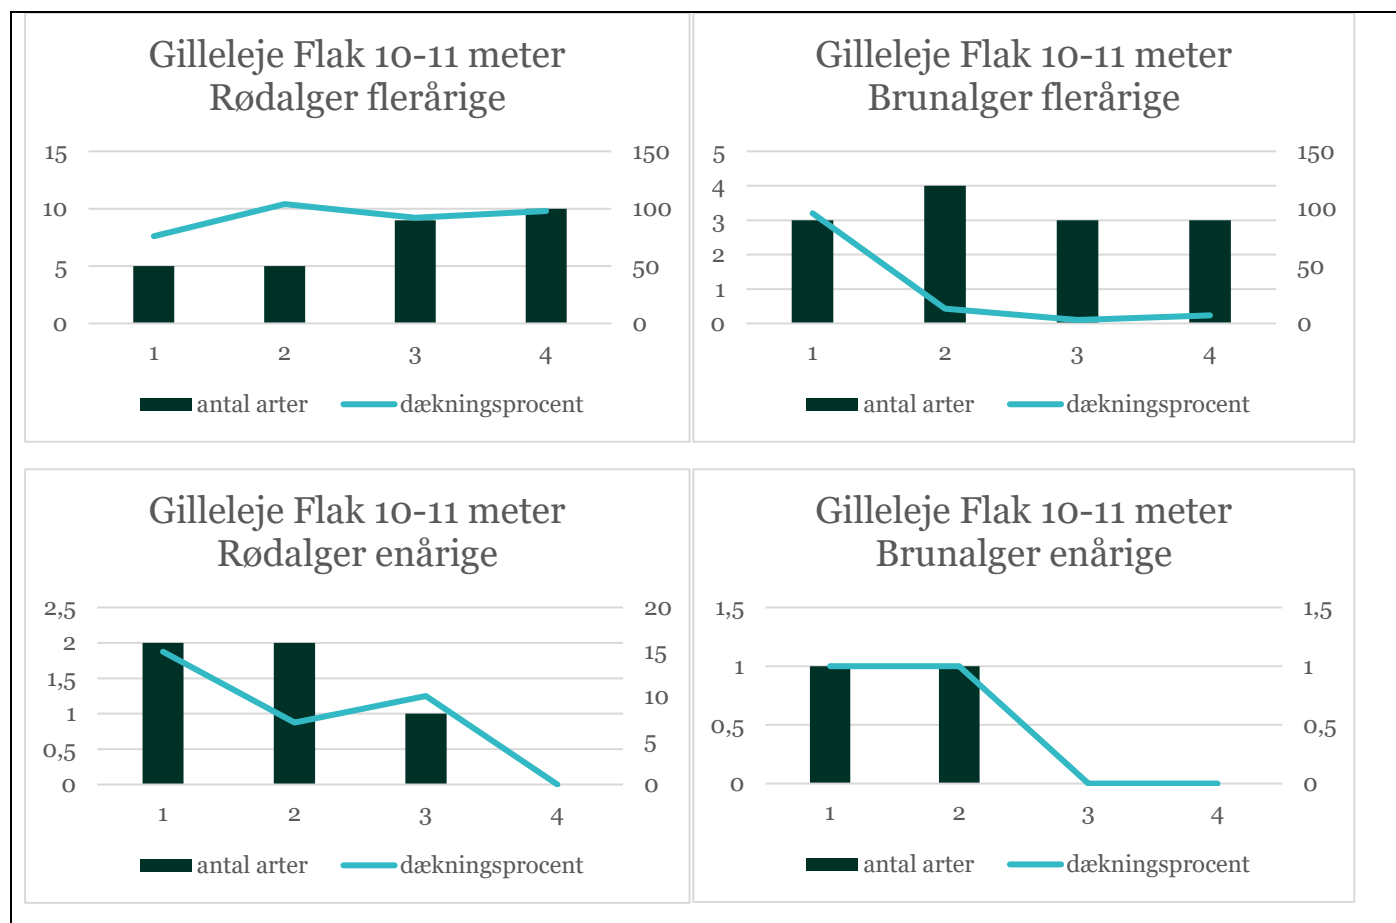 Gilleleje Flak 10-11 meter
Rødalger flerårige
15 150
10 100
5 50
0 0
1 2 3 4
antal arter dækningsprocent
Gilleleje Flak 10-11 meter
Brunalger flerårige
5 150
4
3 100
2
1 50
0 0
1 2 3 4
antal arter dækningsprocent
Gilleleje Flak 10-11 meter
Rødalger enårige
2,5 20
2 15
1,5
1 10
0,5 5
0 0
1 2 3 4
antal arter dækningsprocent
Gilleleje Flak 10-11 meter
Brunalger enårige
1,5 1,5
1 1
0,5 0,5
0 0
1 2 3 4
antal arter dækningsprocent